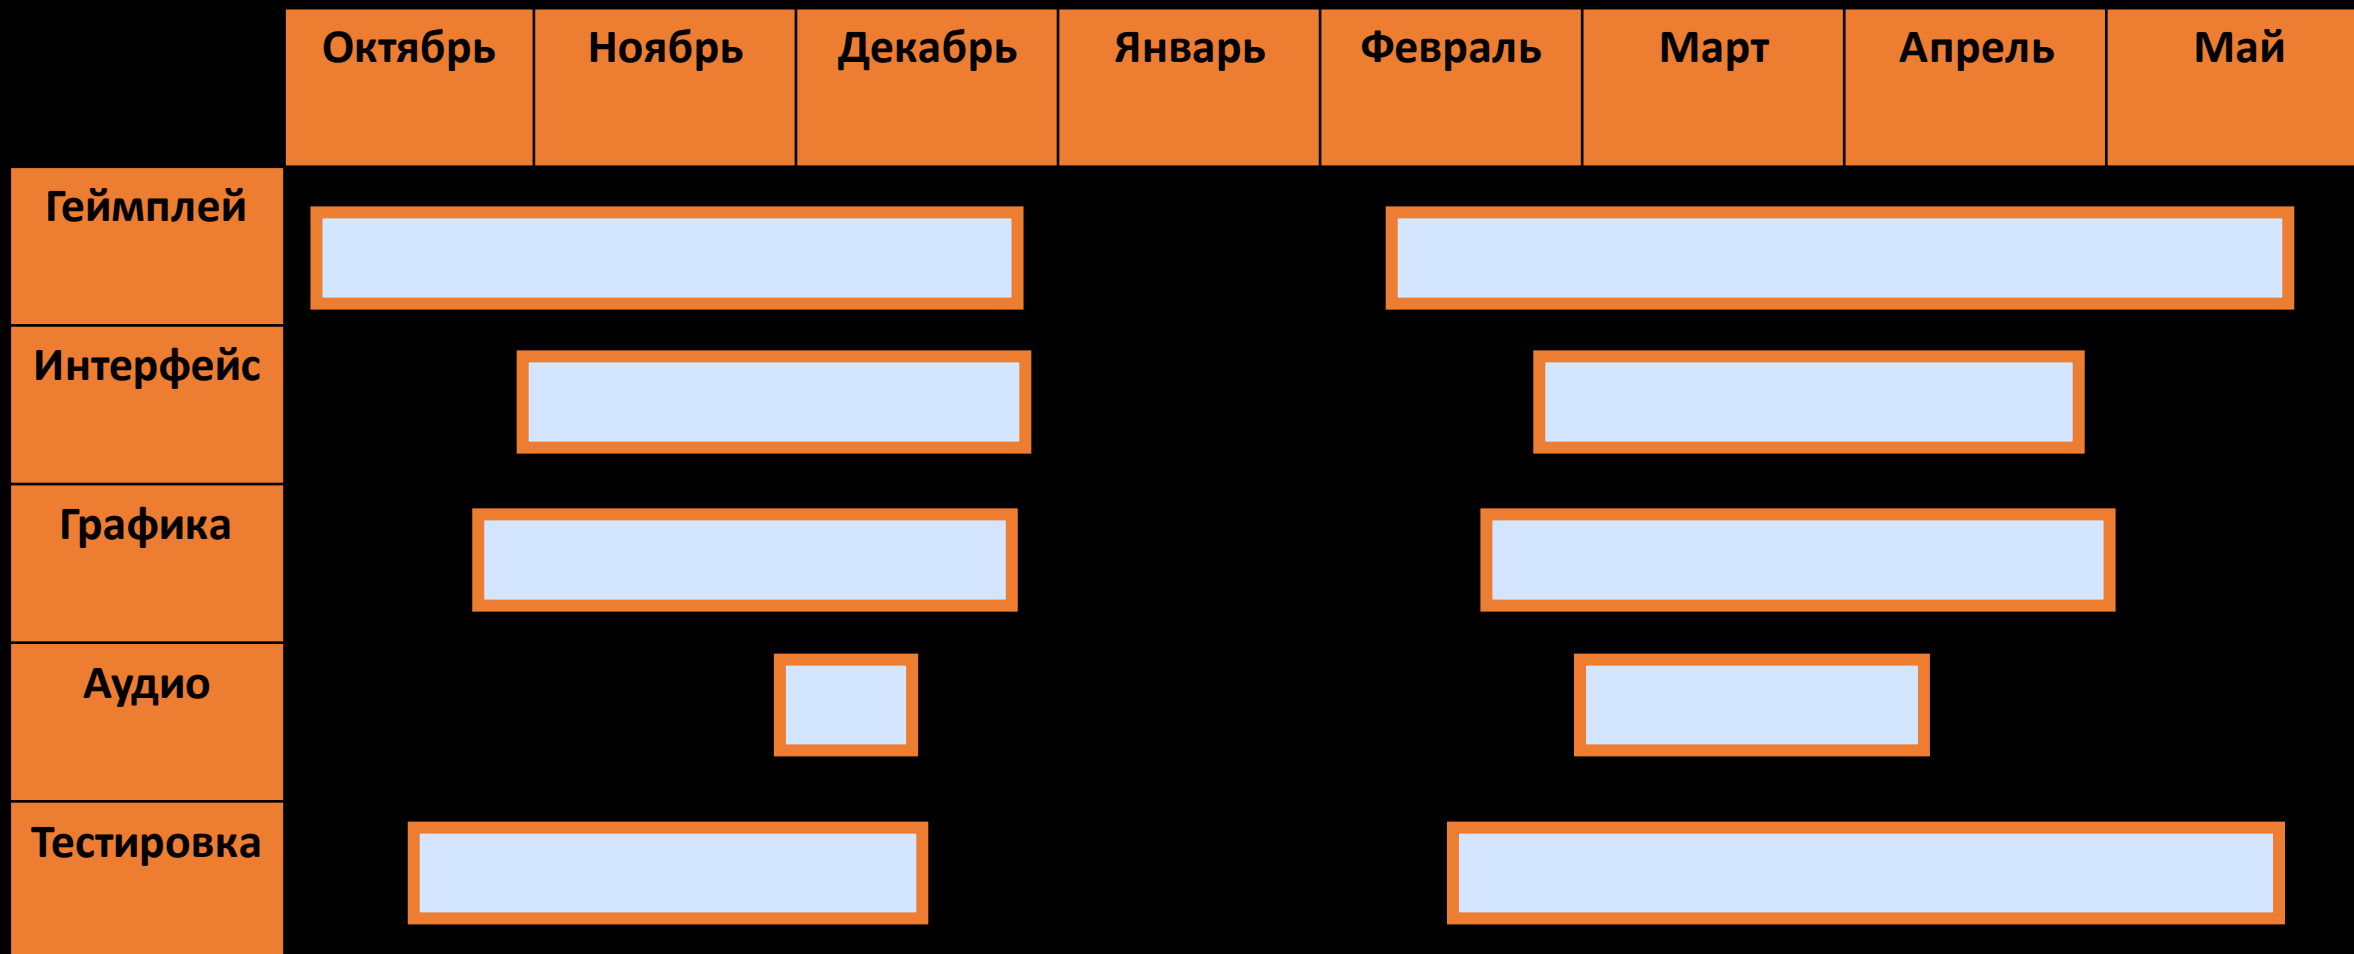 Октябрь Ноябрь Декабрь Январь Февраль Март Апрель Май
Геймплей
Интерфейс
Графика
Аудио
Тестировка